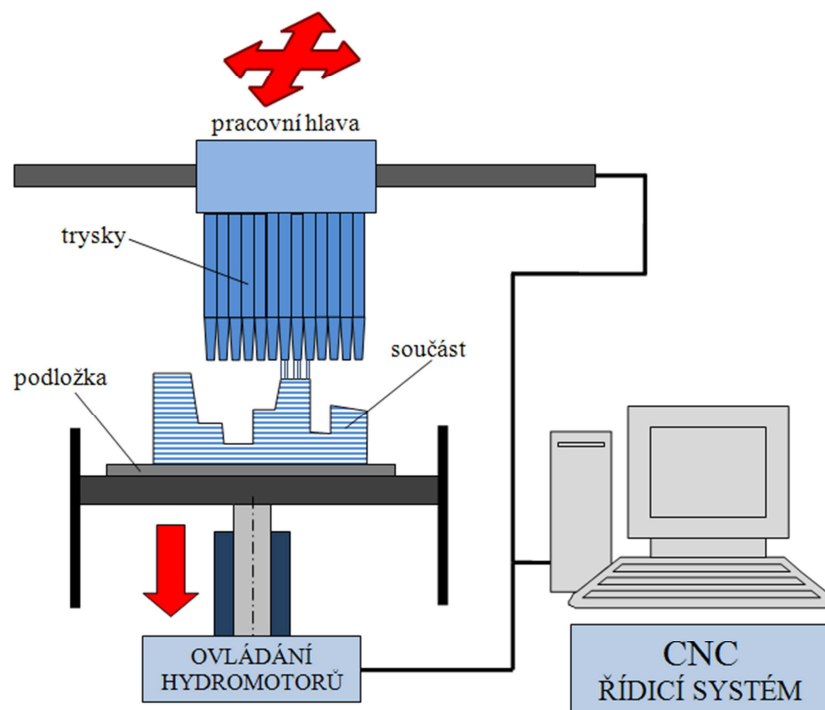 pracovní hlava
trysky
součást
podložka
OVLÁDÁNÍ
HYDROMOTORŮ
CNC
ŘÍDICÍ SYSTÉM